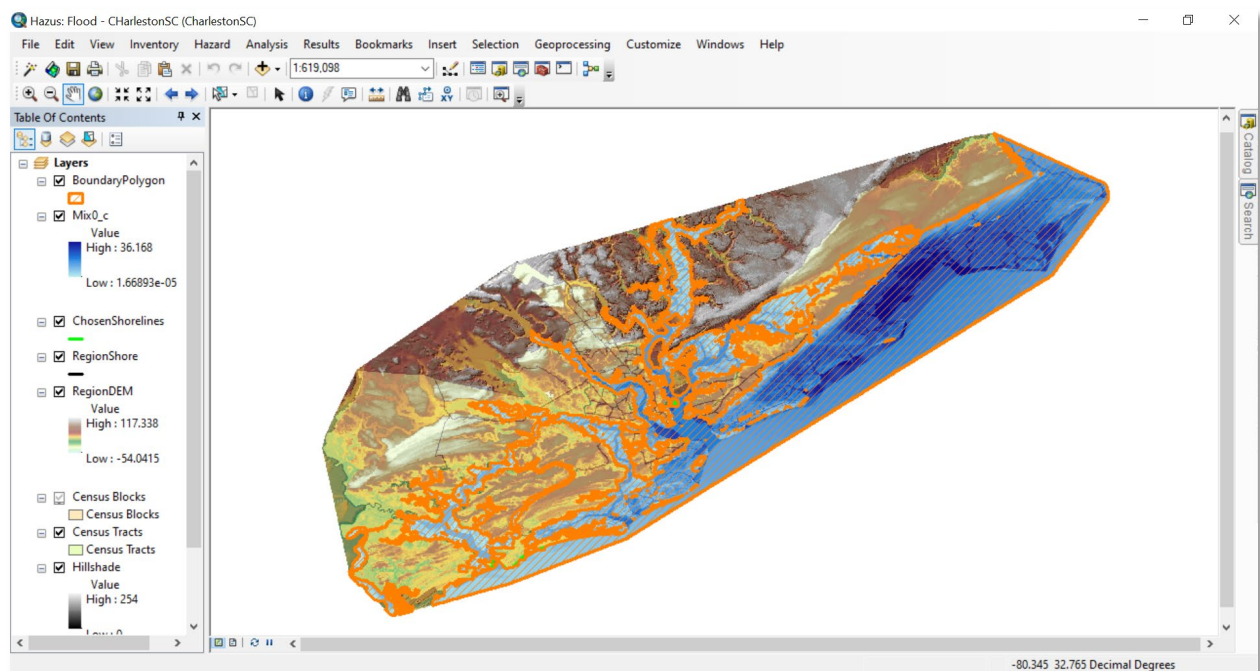 Hazus: Flood - CHarlestonSC (CharlestonSC)
File Edit View Inventory Hazard Analysis Results Bookmarks Insert Selection Geoprocessing Customize Windows Help
1:619,098
Table Of Contents
Layers
BoundaryPolygon
Mix0_c
Value
High : 36.168
Low : 1.66893e-05
ChosenShorelines
RegionShore
RegionDEM
Value
High : 117.338
Low : -54.0415
Census Blocks
Census Blocks
Census Tracts
Census Tracts
Hillshade
Value
High : 254
Low : 0
Catalog
Search
XY
-80.345 32.765 Decimal Degrees